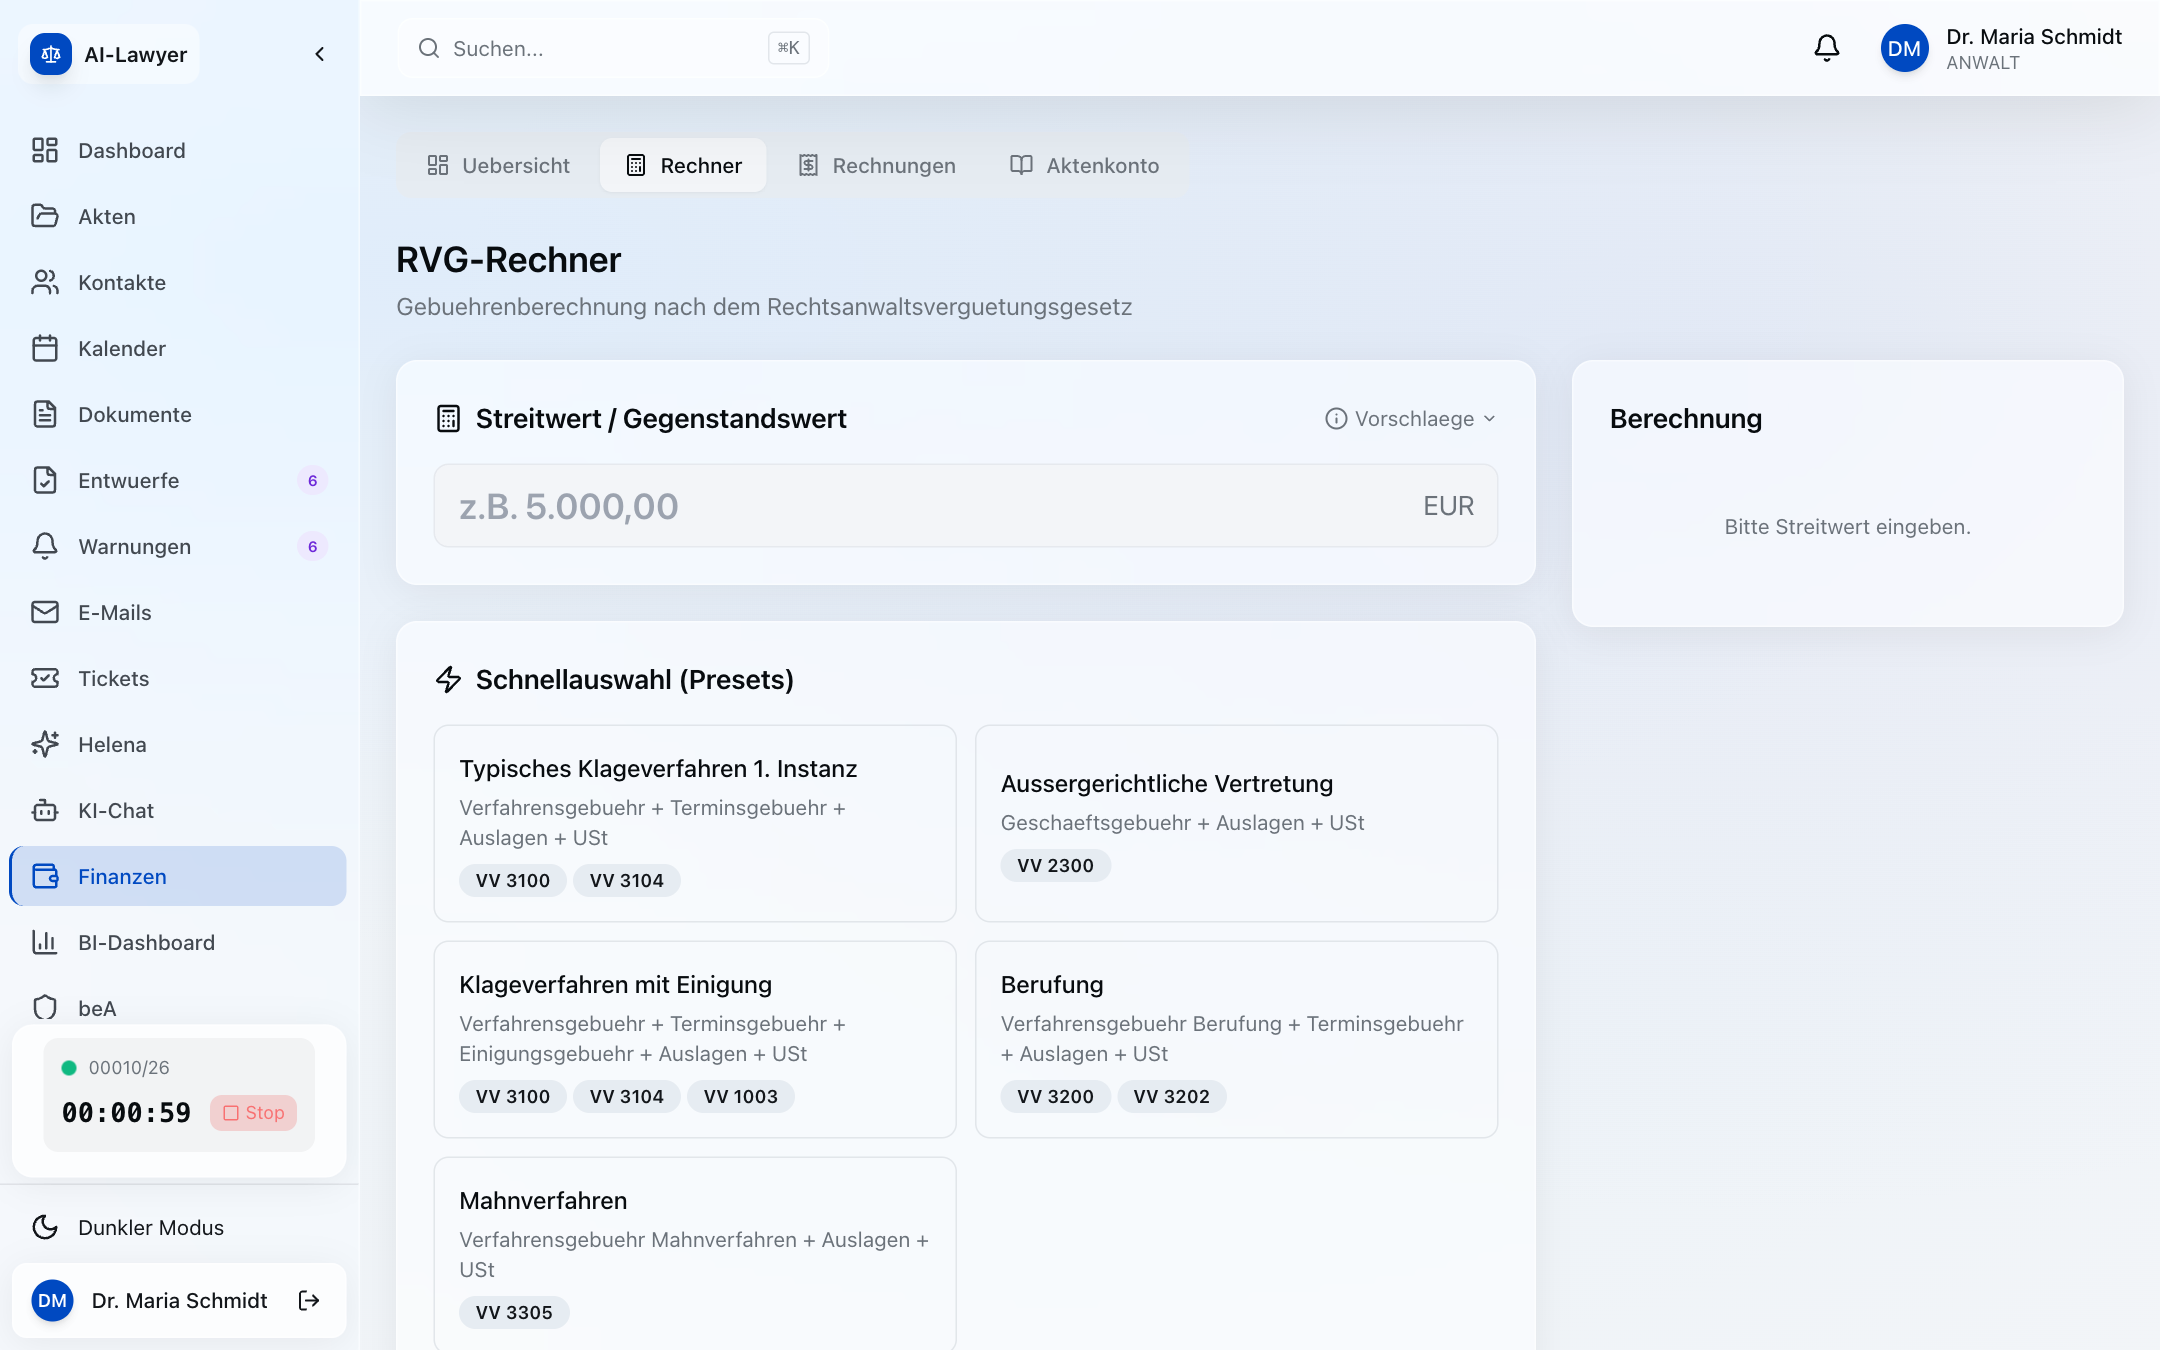 AI-Lawyer
Suchen...
⌘K
DM
Dr. Maria Schmidt
ANWALT
Dashboard
Akten
Kontakte
Kalender
Dokumente
Entwuerfe
6
Warnungen
6
E-Mails
Tickets
Helena
KI-Chat
Finanzen
BI-Dashboard
beA
00010/26
00:00:59
Stop
Dunkler Modus
DM
Dr. Maria Schmidt
Uebersicht
Rechner
Rechnungen
Aktenkonto
RVG-Rechner
Gebuehrenberechnung nach dem Rechtsanwaltsverguetungsgesetz
Streitwert / Gegenstandswert
Vorschlaege
z.B. 5.000,00
EUR
Schnellauswahl (Presets)
Typisches Klageverfahren 1. Instanz
Verfahrensgebuehr + Terminsgebuehr +
Auslagen + USt
VV 3100
VV 3104
Aussergerichtliche Vertretung
Geschaeftsgebuehr + Auslagen + USt
VV 2300
Klageverfahren mit Einigung
Verfahrensgebuehr + Terminsgebuehr +
Einigungsgebuehr + Auslagen + USt
VV 3100
VV 3104
VV 1003
Berufung
Verfahrensgebuehr Berufung + Terminsgebuehr
+ Auslagen + USt
VV 3200
VV 3202
Mahnverfahren
Verfahrensgebuehr Mahnverfahren + Auslagen +
USt
VV 3305
Berechnung
Bitte Streitwert eingeben.